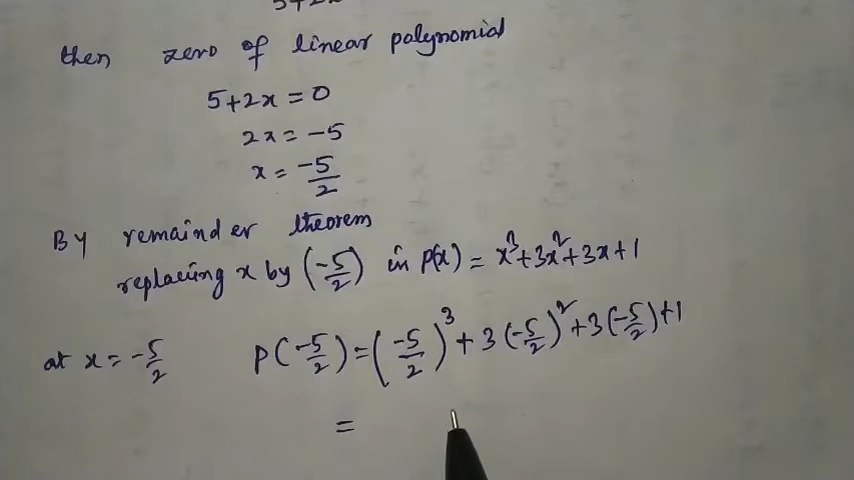 5+2x
then zero of linear polynomial
5+2x = 0
2x = -5
x = -5/2
By remainder theorem
replacing x by (-5/2) in p(x) = x³+3x²+3x+1
at x = -5/2 P(-5/2) = (-5/2)³ + 3(-5/2)² + 3(-5/2) + 1
=